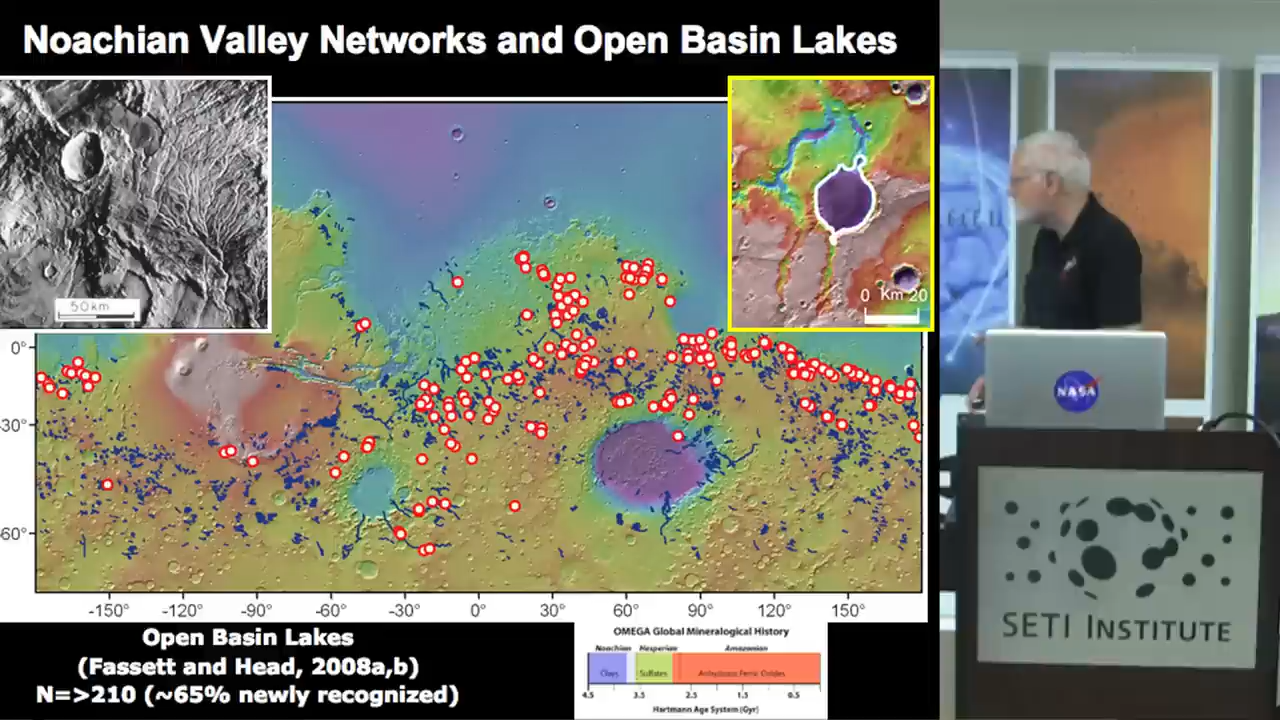 Noachian Valley Networks and Open Basin Lakes
50km
0 Km 20
0°
-30°
-60°
-150° -120° -90° -60° -30° 0° 30° 60° 90° 120° 150°
Open Basin Lakes
(Fassett and Head, 2008a,b)
N=>210 (~65% newly recognized)
OMEGA Global Mineralogical History
Noachian Hesperian Amazonian
Clays Sulfates Anhydrous Ferric Oxides
4.5 3.5 2.5 1.5 0.5
Hartmann Age System (Gyr)
NASA
SETI INSTITUTE